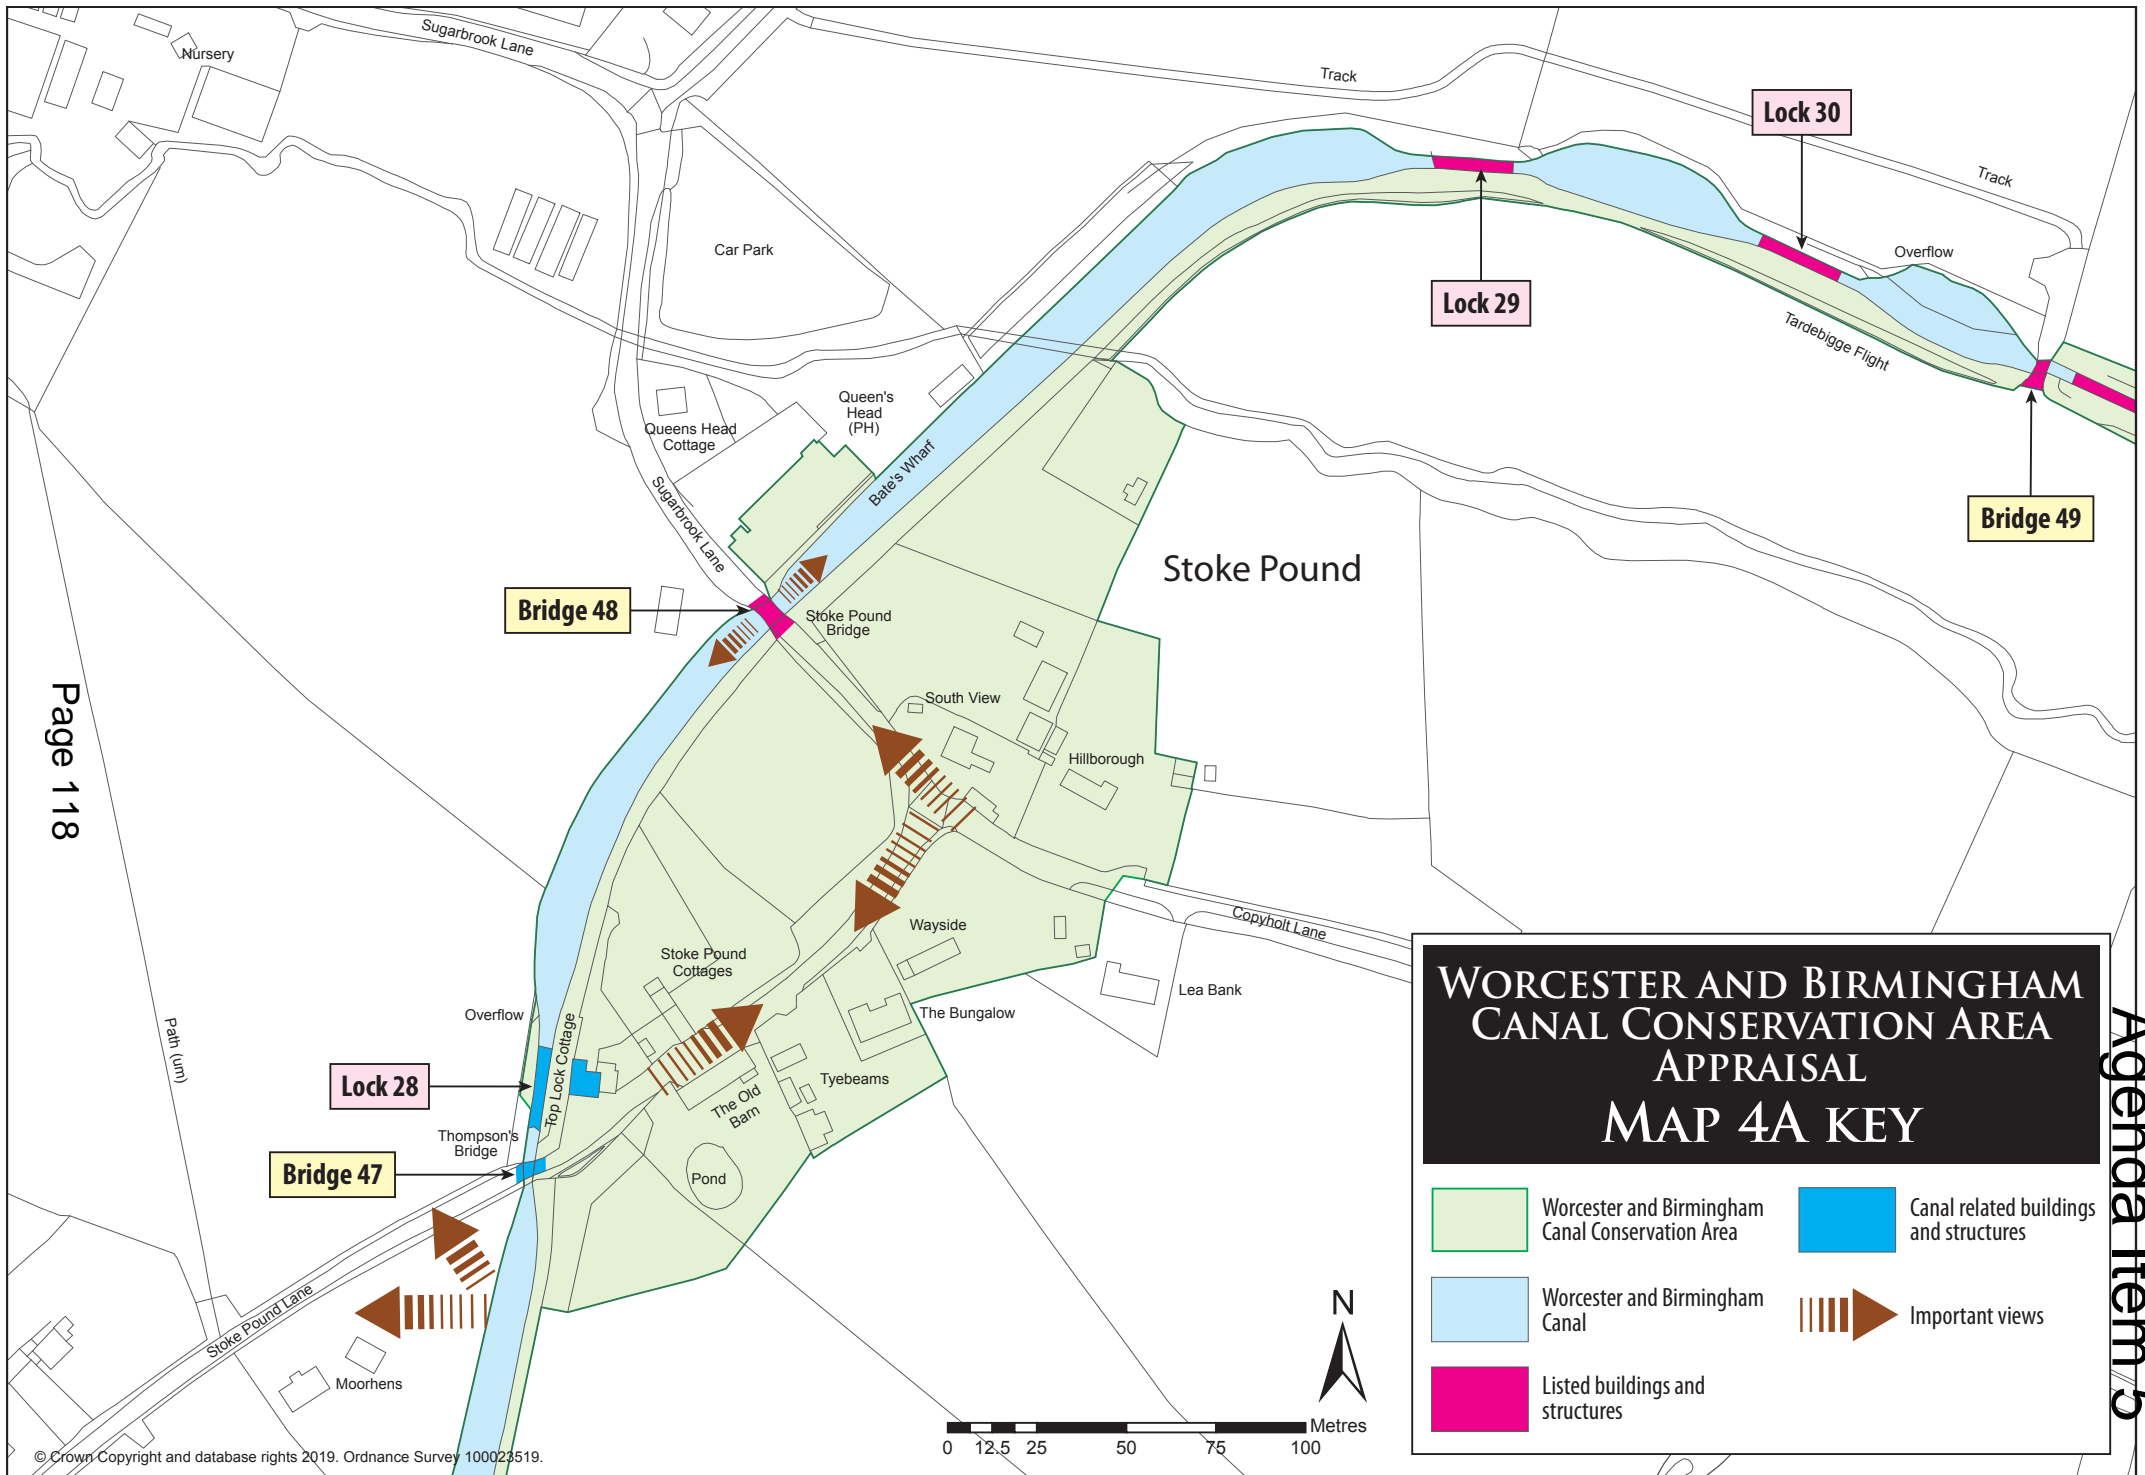 Nursery
Sugarbrook Lane
Track
Lock 30
Track
Car Park
Overflow
Lock 29
Tardebigge Flight
Queen's
Head
(PH)
Queens Head
Cottage
Bate's Wharf
Sugarbrook Lane
Bridge 49
Stoke Pound
Bridge 48
Stoke Pound
Bridge
South View
Hillborough
Page 118
Copyholt Lane
Wayside
Stoke Pound
Cottages
Lea Bank
The Bungalow
Overflow
Path (um)
Top Lock Cottage
Lock 28
Tyebeams
The Old
Barn
Thompson's
Bridge
Bridge 47
Pond
Stoke Pound Lane
Moorhens
© Crown Copyright and database rights 2019. Ordnance Survey 100023519.
N
Metres
0 12.5 25 50 75 100
Worcester and Birmingham
Canal Conservation Area
Appraisal
Map 4A key
Worcester and Birmingham
Canal Conservation Area
Canal related buildings
and structures
Worcester and Birmingham
Canal
Important views
Listed buildings and
structures
Agenda Item 5